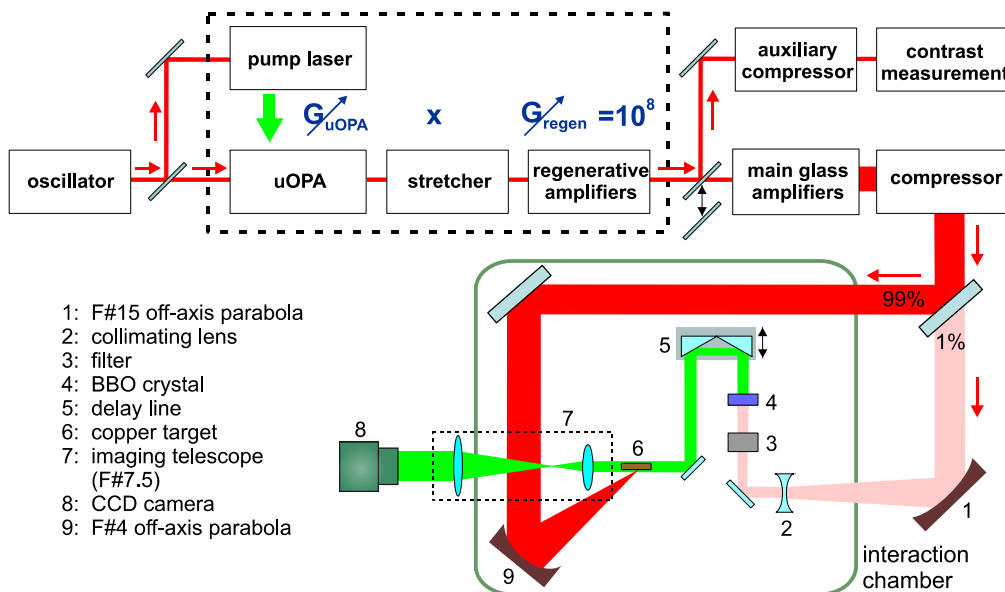 pump laser
G uOPA x G regen =10^8
oscillator
uOPA
stretcher
regenerative
amplifiers
auxiliary
compressor
contrast
measurement
main glass
amplifiers
compressor
99%
1%
1: F#15 off-axis parabola
2: collimating lens
3: filter
4: BBO crystal
5: delay line
6: copper target
7: imaging telescope
(F#7.5)
8: CCD camera
9: F#4 off-axis parabola
5
4
3
8
7
6
2
1
9
interaction
chamber